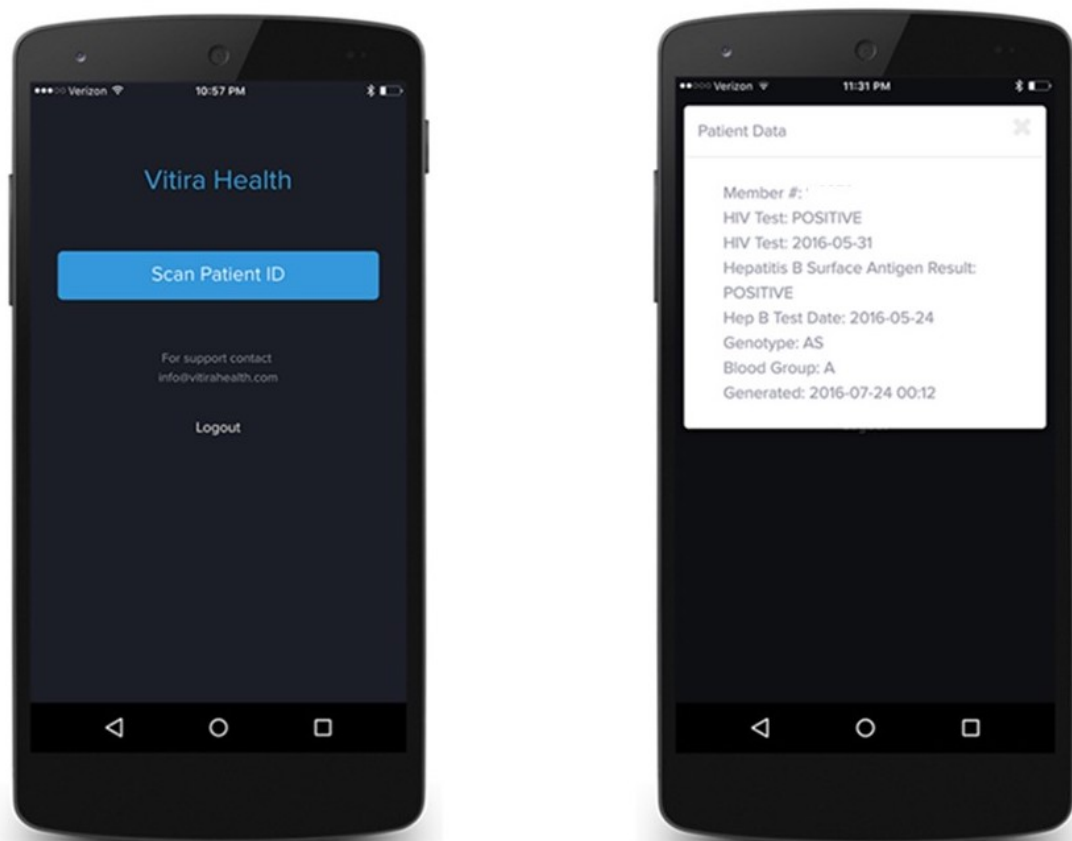 Verizon
10:57 PM
Vitira Health
Scan Patient ID
For support contact
info@vitirahealth.com
Logout
Verizon
11:31 PM
Patient Data
Member #:
HIV Test: POSITIVE
HIV Test: 2016-05-31
Hepatitis B Surface Antigen Result:
POSITIVE
Hep B Test Date: 2016-05-24
Genotype: AS
Blood Group: A
Generated: 2016-07-24 00:12